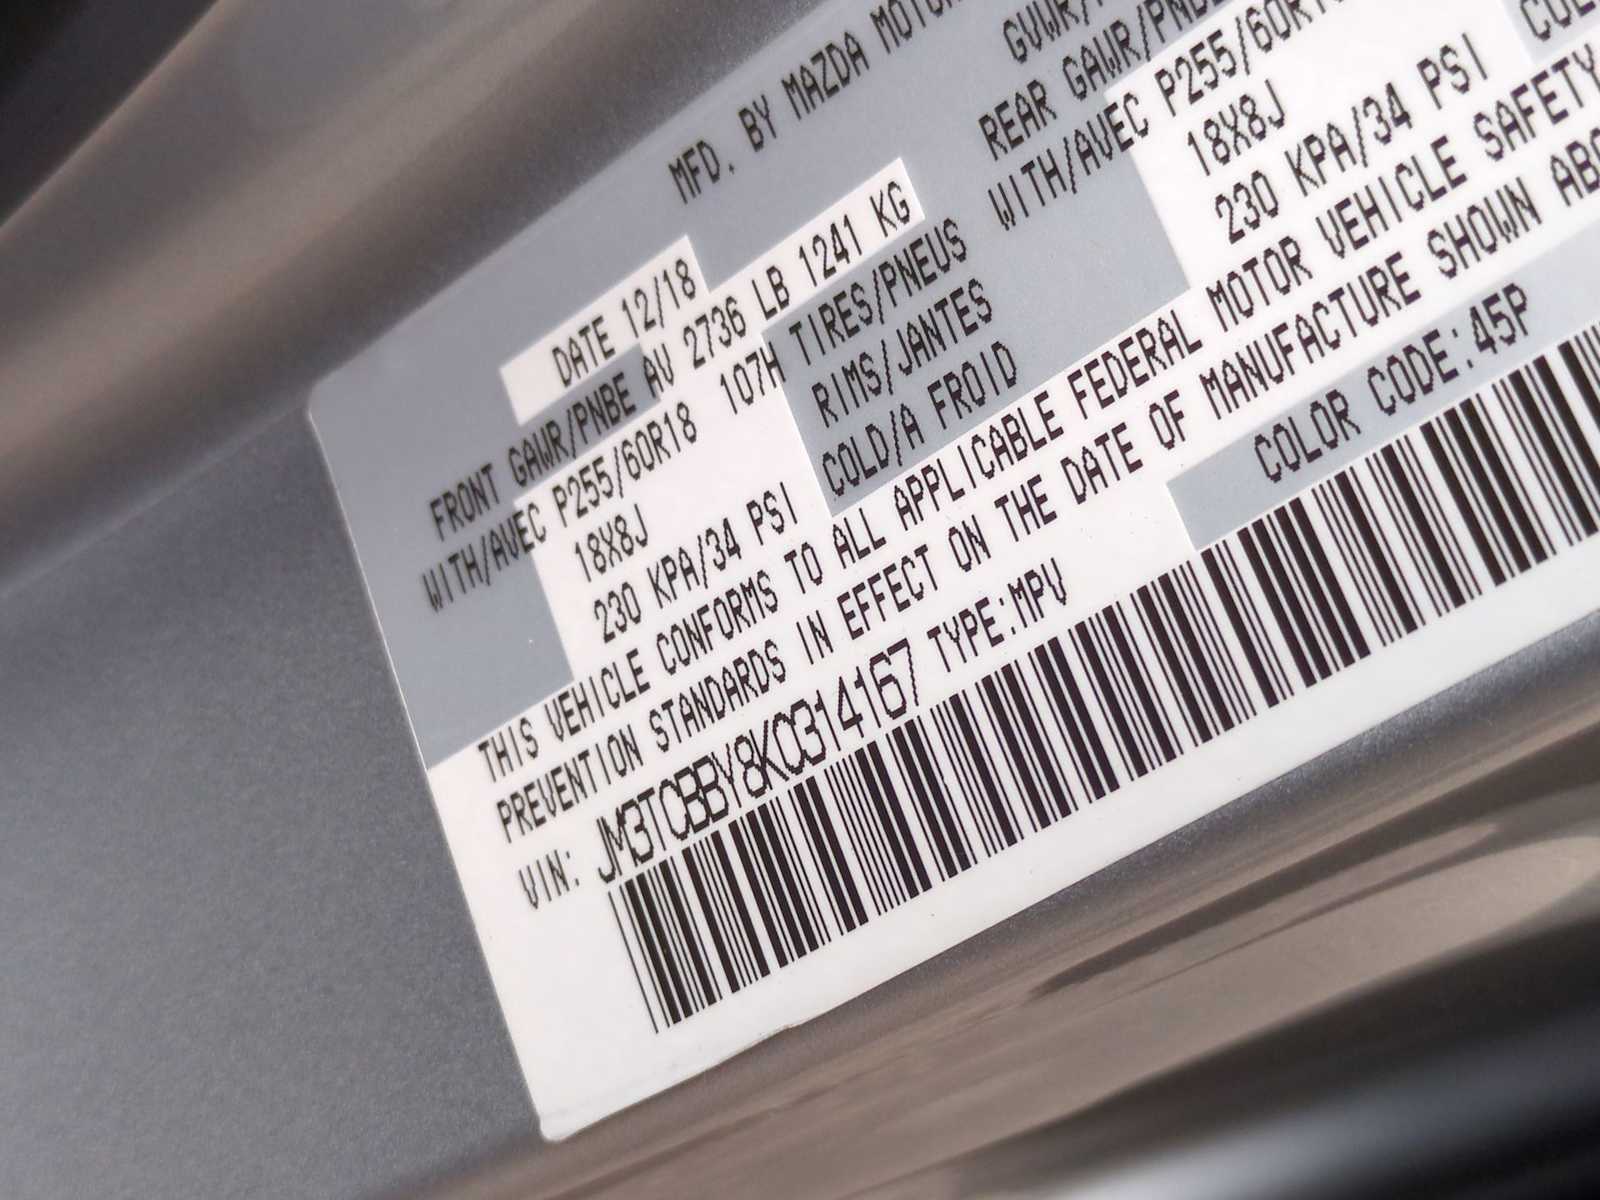 MFD. BY MAZDA MOTOR
DATE 12/18
GVWR/
FRONT GAWR/PNBE AV 2736 LB 1241 KG
REAR GAWR/PNBE
WITH/AVEC P255/60R18 107H TIRES/PNEUS
WITH/AVEC P255/60R18
18X8J RIMS/JANTES
18X8J
230 KPA/34 PSI COLD/A FROID
230 KPA/34 PSI
THIS VEHICLE CONFORMS TO ALL APPLICABLE FEDERAL MOTOR VEHICLE SAFETY
PREVENTION STANDARDS IN EFFECT ON THE DATE OF MANUFACTURE SHOWN
VIN: JM3TCBBY8K0314167 TYPE:MPV
COLOR CODE:45P